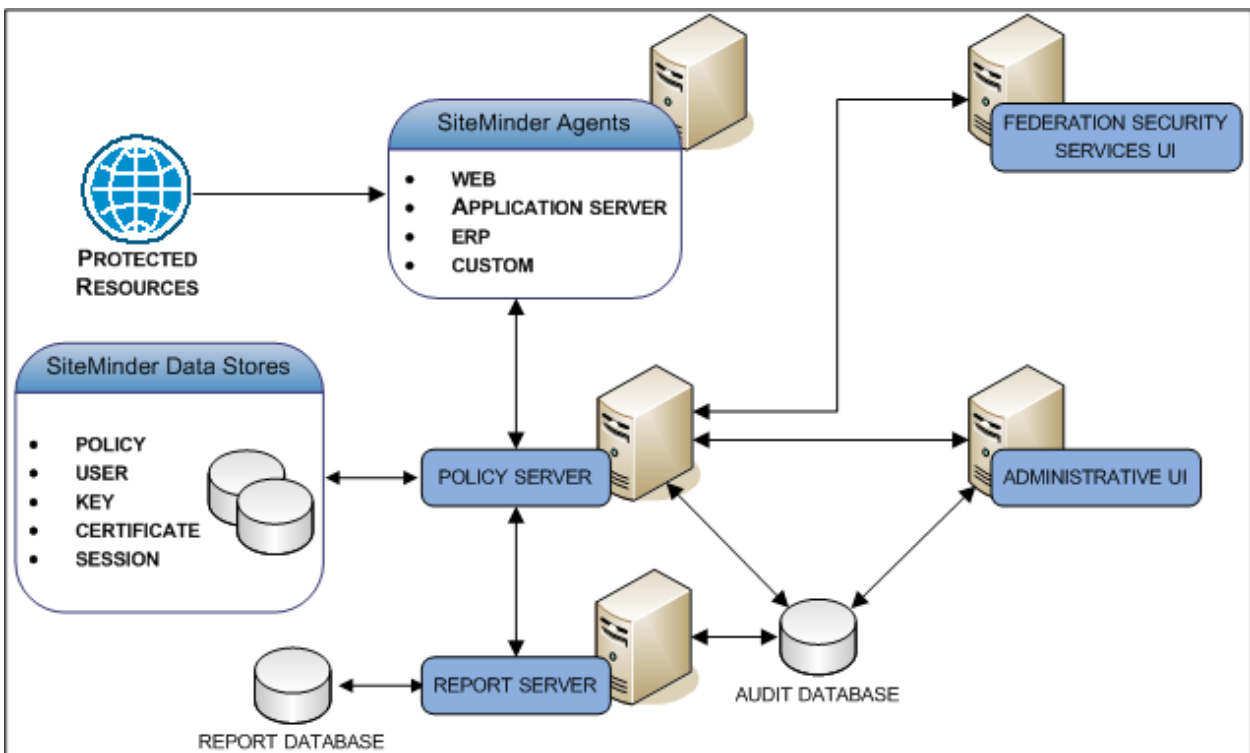 SiteMinder Agents
• WEB
• APPLICATION SERVER
• ERP
• CUSTOM
FEDERATION SECURITY
SERVICES UI
PROTECTED
RESOURCES
SiteMinder Data Stores
• POLICY
• USER
• KEY
• CERTIFICATE
• SESSION
POLICY SERVER
ADMINISTRATIVE UI
REPORT SERVER
AUDIT DATABASE
REPORT DATABASE